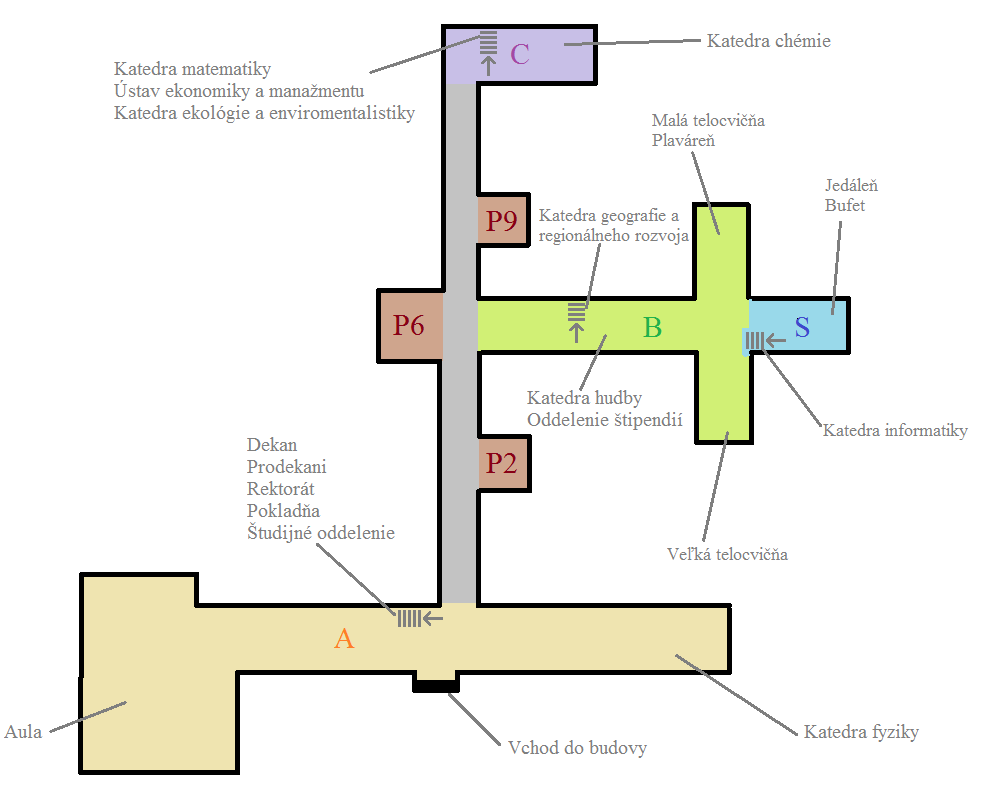 C
Katedra chémie
Katedra matematiky
Ústav ekonomiky a manažmentu
Katedra ekológie a enviromentalistiky
Malá telocvičňa
Plaváreň
Jedáleň
Bufet
P9
Katedra geografie a
regionálneho rozvoja
P6
B
S
Katedra hudby
Oddelenie štipendií
Katedra informatiky
Dekan
Prodekani
Rektorát
Pokladňa
Študijné oddelenie
P2
Veľká telocvičňa
A
Aula
Vchod do budovy
Katedra fyziky